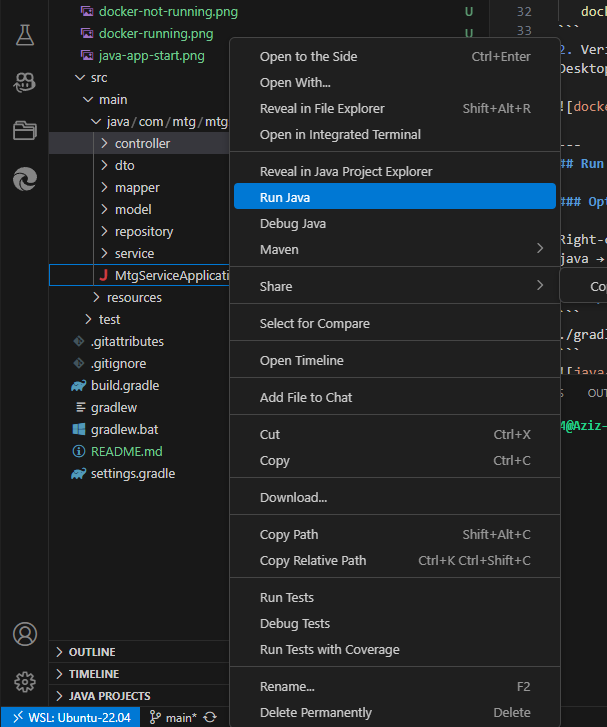 docker-not-running.png U
docker-running.png U
java-app-start.png
src
main
java/com/mtg/mtg
controller
dto
mapper
model
repository
service
MtgServiceApplicati
resources
test
.gitattributes
.gitignore
build.gradle
gradlew
gradlew.bat
README.md
settings.gradle
OUTLINE
TIMELINE
JAVA PROJECTS
WSL: Ubuntu-22.04 main*
Open to the Side Ctrl+Enter
Open With...
Reveal in File Explorer Shift+Alt+R
Open in Integrated Terminal
Reveal in Java Project Explorer
Run Java
Debug Java
Maven
Share
Select for Compare
Open Timeline
Add File to Chat
Cut Ctrl+X
Copy Ctrl+C
Download...
Copy Path Shift+Alt+C
Copy Relative Path Ctrl+K Ctrl+Shift+C
Run Tests
Debug Tests
Run Tests with Coverage
Rename... F2
Delete Permanently Delete
32 dock
33 ```
2. Veri
Desktop
![docke
---
## Run
### Opt
Right-c
java →
Cop
```
./gradl
```
![java-
OUT
4@Aziz-